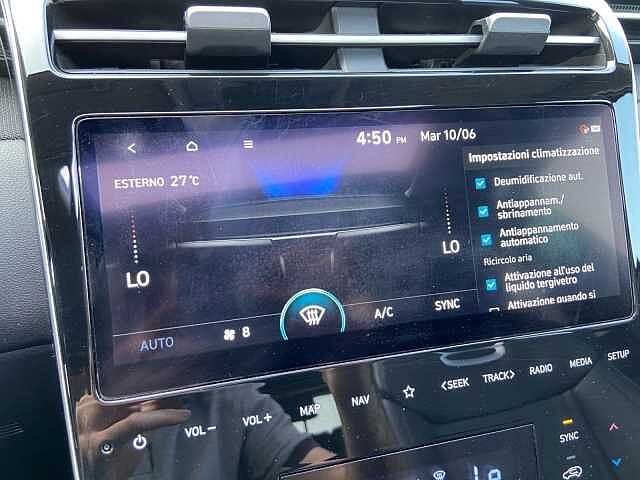 4:50 PM Mar 10/06
Impostazioni climatizzazione
ESTERNO 27°C
Deumidificazione aut.
Antiappannam./
sbrinamento
Antiappannamento
automatico
Ricircolo aria
Attivazione all'uso del
liquido tergivetro
Attivazione quando si
LO
LO
AUTO
8
A/C
SYNC
VOL−
VOL+
MAP
NAV
<SEEK
TRACK>
RADIO
MEDIA
SETUP
SYNC